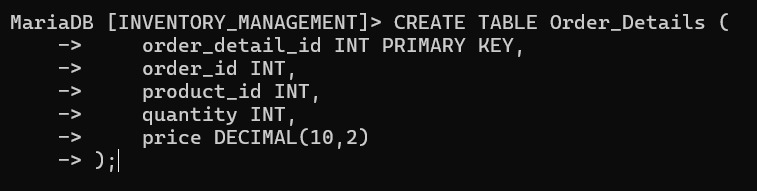 MariaDB [INVENTORY_MANAGEMENT]> CREATE TABLE Order_Details (
    ->     order_detail_id INT PRIMARY KEY,
    ->     order_id INT,
    ->     product_id INT,
    ->     quantity INT,
    ->     price DECIMAL(10,2)
    -> );